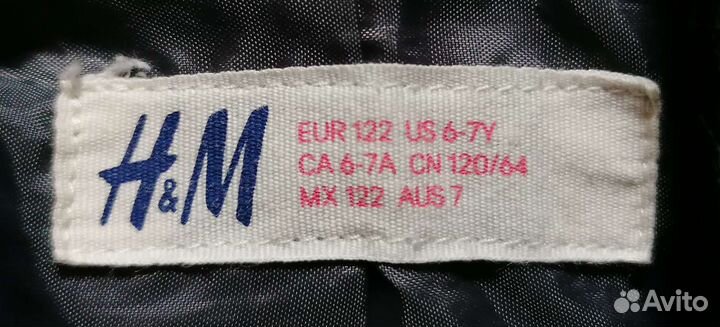 H&M
EUR 122 US 6-7Y
CA 6-7A CN 120/64
MX 122 AUS 7
Avito